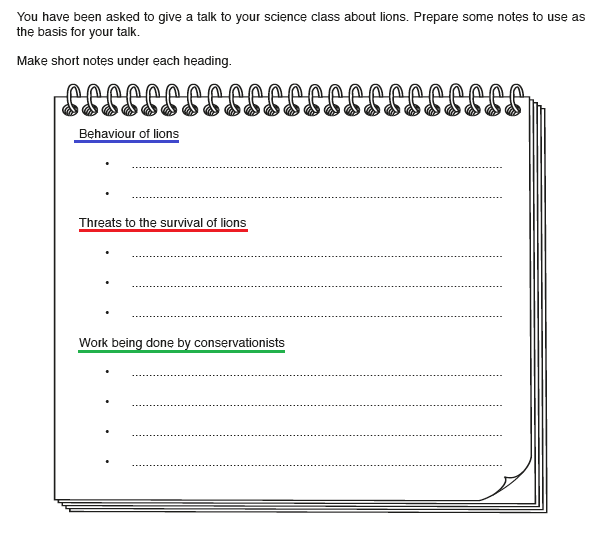 You have been asked to give a talk to your science class about lions. Prepare some notes to use as
the basis for your talk.
Make short notes under each heading.
Behaviour of lions
• ........................................................................................................
• ........................................................................................................
Threats to the survival of lions
• ........................................................................................................
• ........................................................................................................
• ........................................................................................................
Work being done by conservationists
• ........................................................................................................
• ........................................................................................................
• ........................................................................................................
• ........................................................................................................